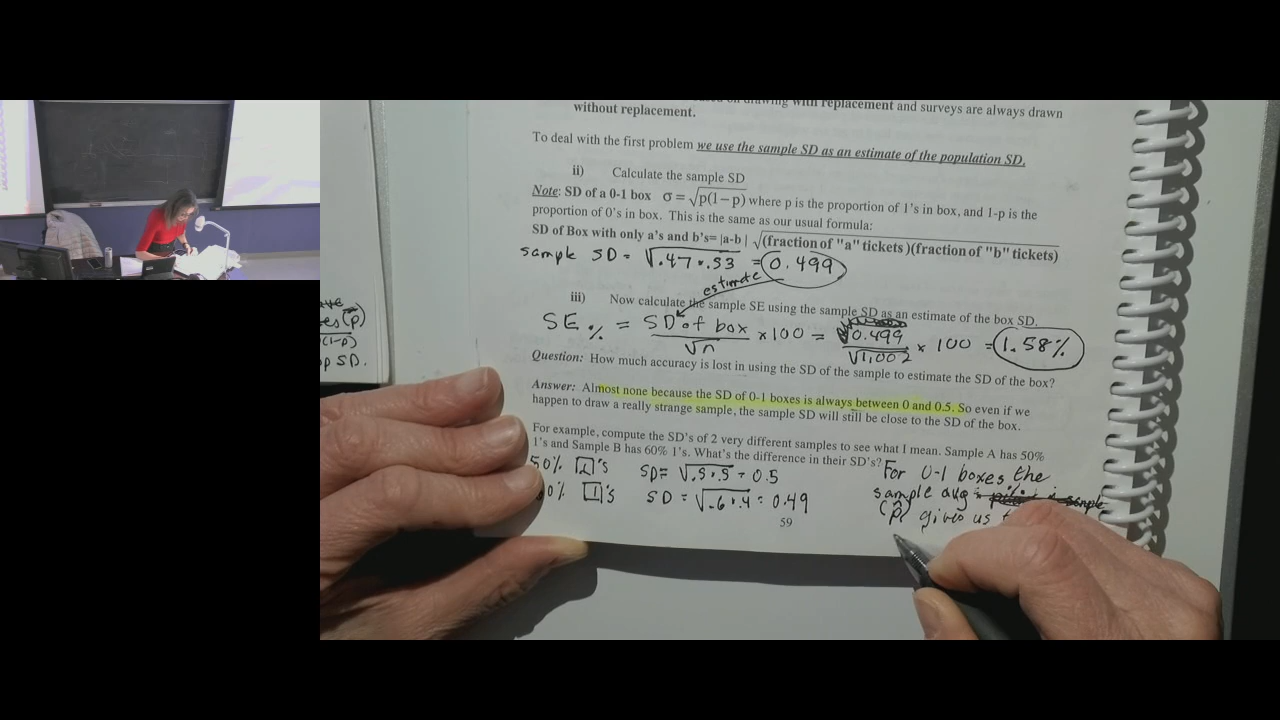 drawing with replacement and surveys are always drawn
without replacement.
To deal with the first problem we use the sample SD as an estimate of the population SD.
ii) Calculate the sample SD
Note: SD of a 0-1 box σ = √p(1−p) where p is the proportion of 1's in box, and 1-p is the
proportion of 0's in box. This is the same as our usual formula:
SD of Box with only a's and b's= |a-b | √(fraction of "a" tickets )(fraction of "b" tickets)
sample SD = √.47 * .53 = 0.499
estimate
iii) Now calculate the sample SE using the sample SD as an estimate of the box SD.
SE % = SD of box / √n × 100 = 0.499 / √1,002 × 100 = 1.58%
Question: How much accuracy is lost in using the SD of the sample to estimate the SD of the box?
Answer: Almost none because the SD of 0-1 boxes is always between 0 and 0.5. So even if we
happen to draw a really strange sample, the sample SD will still be close to the SD of the box.
For example, compute the SD's of 2 very different samples to see what I mean. Sample A has 50%
1's and Sample B has 60% 1's. What's the difference in their SD's?
50% 1's SD = √.5 * .5 = 0.5
0% 1's SD = √.6 * .4 = 0.49
For 0-1 boxes the
sample avg
(p̂) gives us
59
(p̂)
(1-p)
SD.